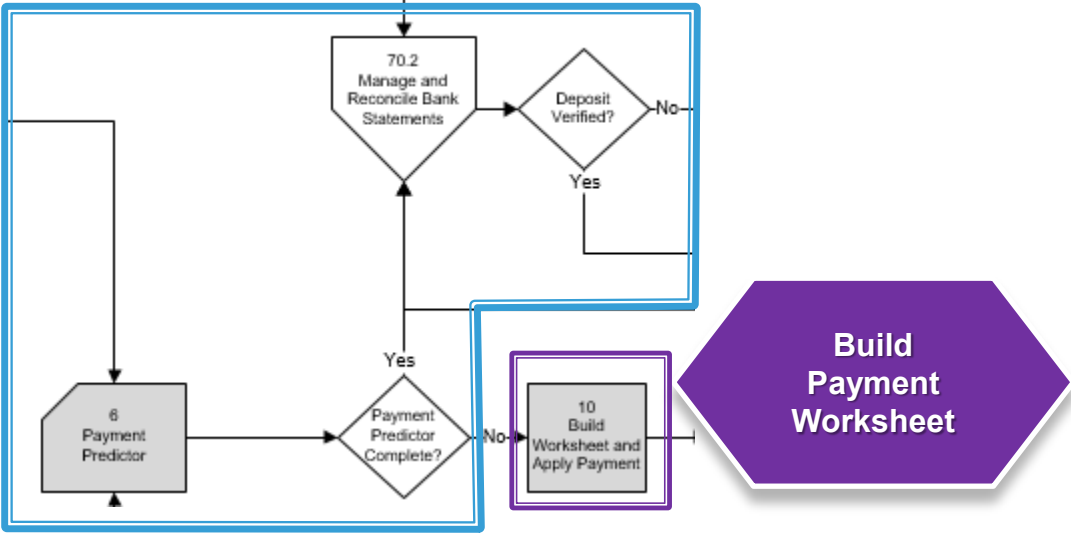 70.2
Manage and
Reconcile Bank
Statements
Deposit
Verified?
No
Yes
Yes
6
Payment
Predictor
Payment
Predictor
Complete?
No
10
Build
Worksheet and
Apply Payment
Build
Payment
Worksheet